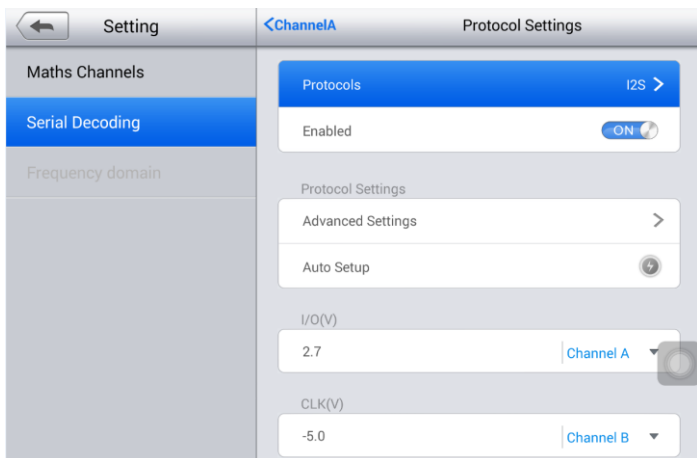 Setting
ChannelA
Protocol Settings
Maths Channels
Serial Decoding
Frequency domain
Protocols
I2S
Enabled
ON
Protocol Settings
Advanced Settings
Auto Setup
I/O(V)
2.7
Channel A
CLK(V)
-5.0
Channel B